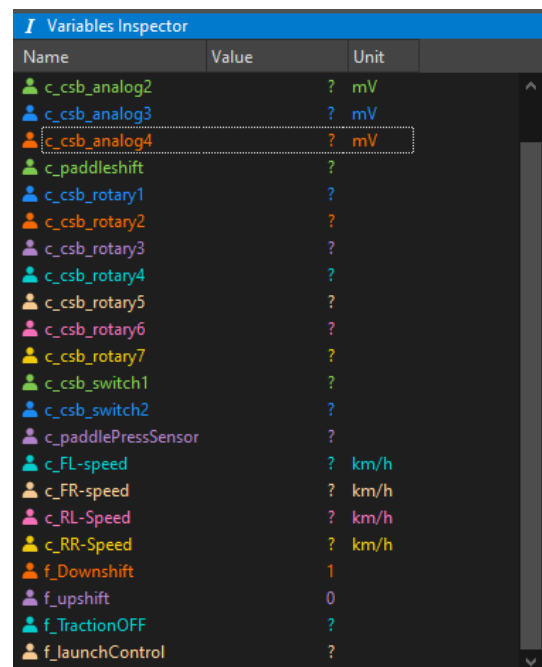 I Variables Inspector
Name Value Unit
c_csb_analog2 ? mV
c_csb_analog3 ? mV
c_csb_analog4 ? mV
c_paddleshift ?
c_csb_rotary1 ?
c_csb_rotary2 ?
c_csb_rotary3 ?
c_csb_rotary4 ?
c_csb_rotary5 ?
c_csb_rotary6 ?
c_csb_rotary7 ?
c_csb_switch1 ?
c_csb_switch2 ?
c_paddlePressSensor ?
c_FL-speed ? km/h
c_FR-speed ? km/h
c_RL-Speed ? km/h
c_RR-Speed ? km/h
f_Downshift 1
f_upshift 0
f_TractionOFF ?
f_launchControl ?